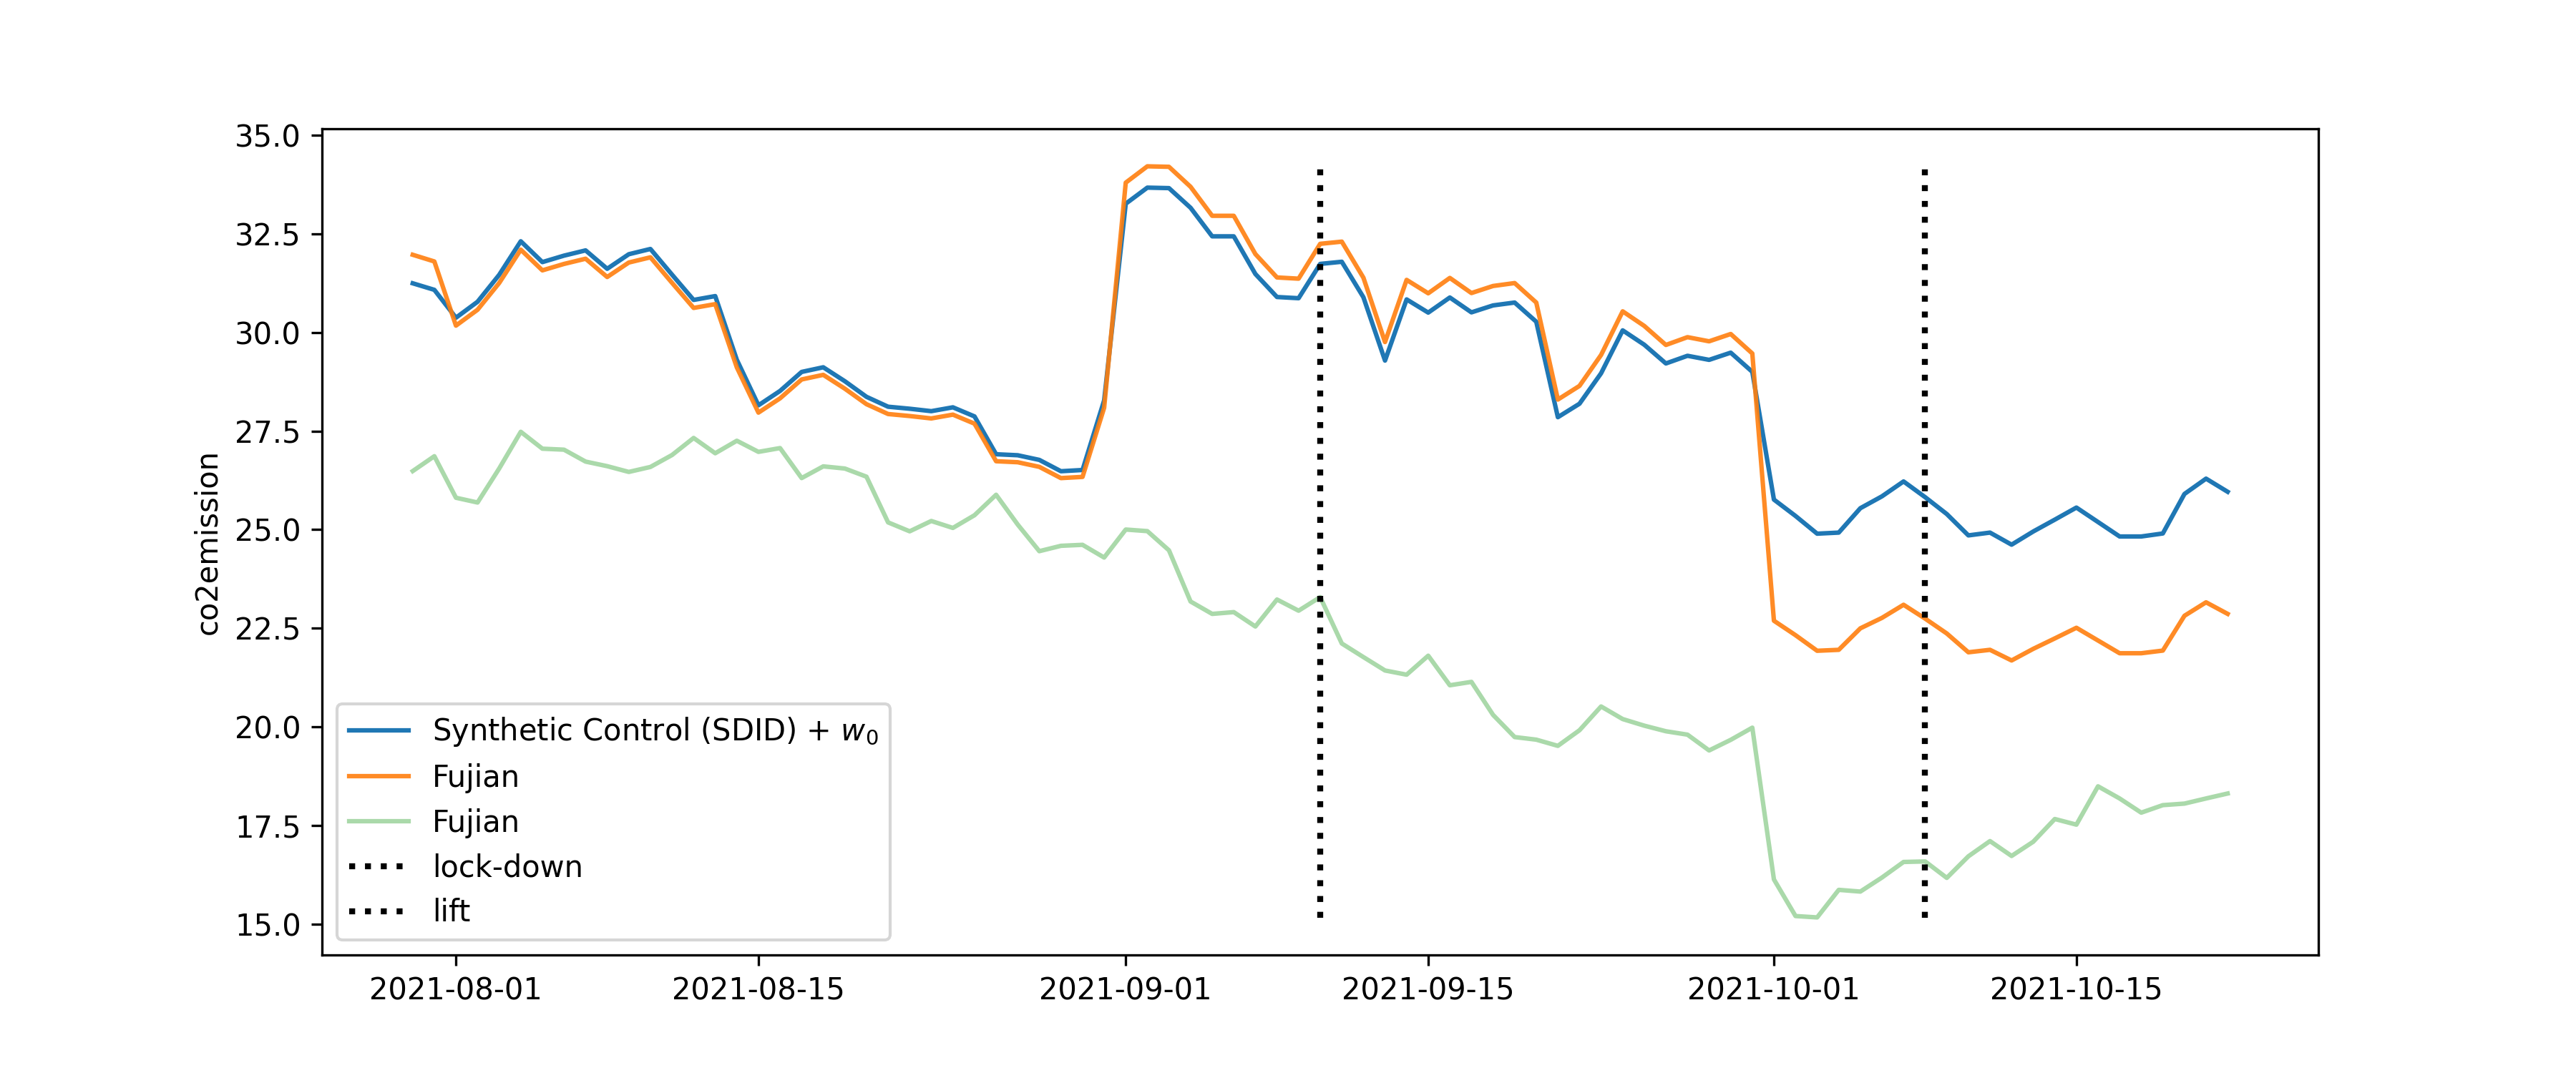 35.0
32.5
30.0
27.5
25.0
22.5
20.0
17.5
15.0
co2emission
Synthetic Control (SDID) + w₀
Fujian
Fujian
lock-down
lift
2021-08-01 2021-08-15 2021-09-01 2021-09-15 2021-10-01 2021-10-15